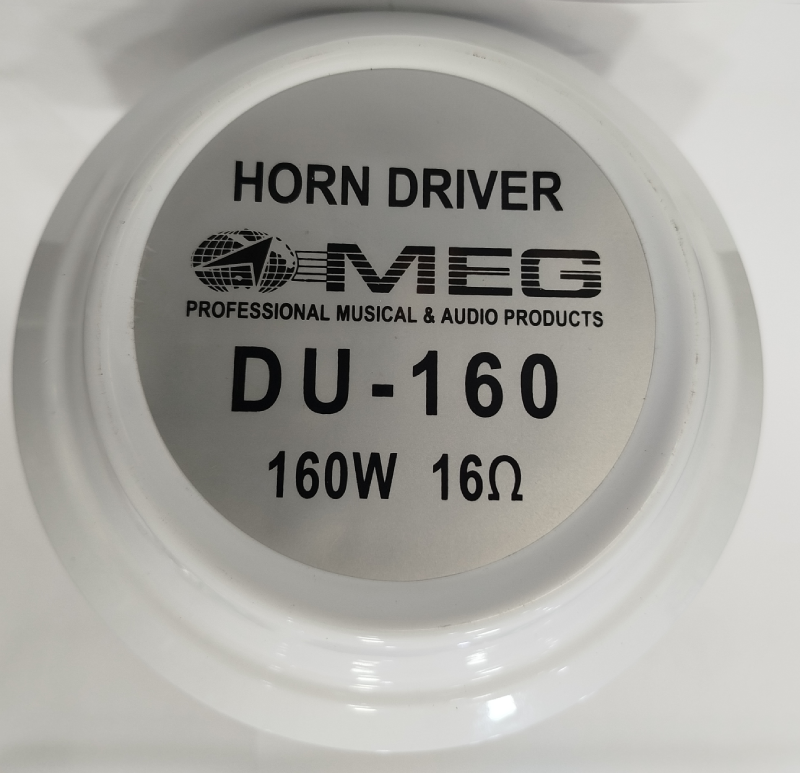 HORN DRIVER
MEG
PROFESSIONAL MUSICAL & AUDIO PRODUCTS
DU-160
160W 16Ω